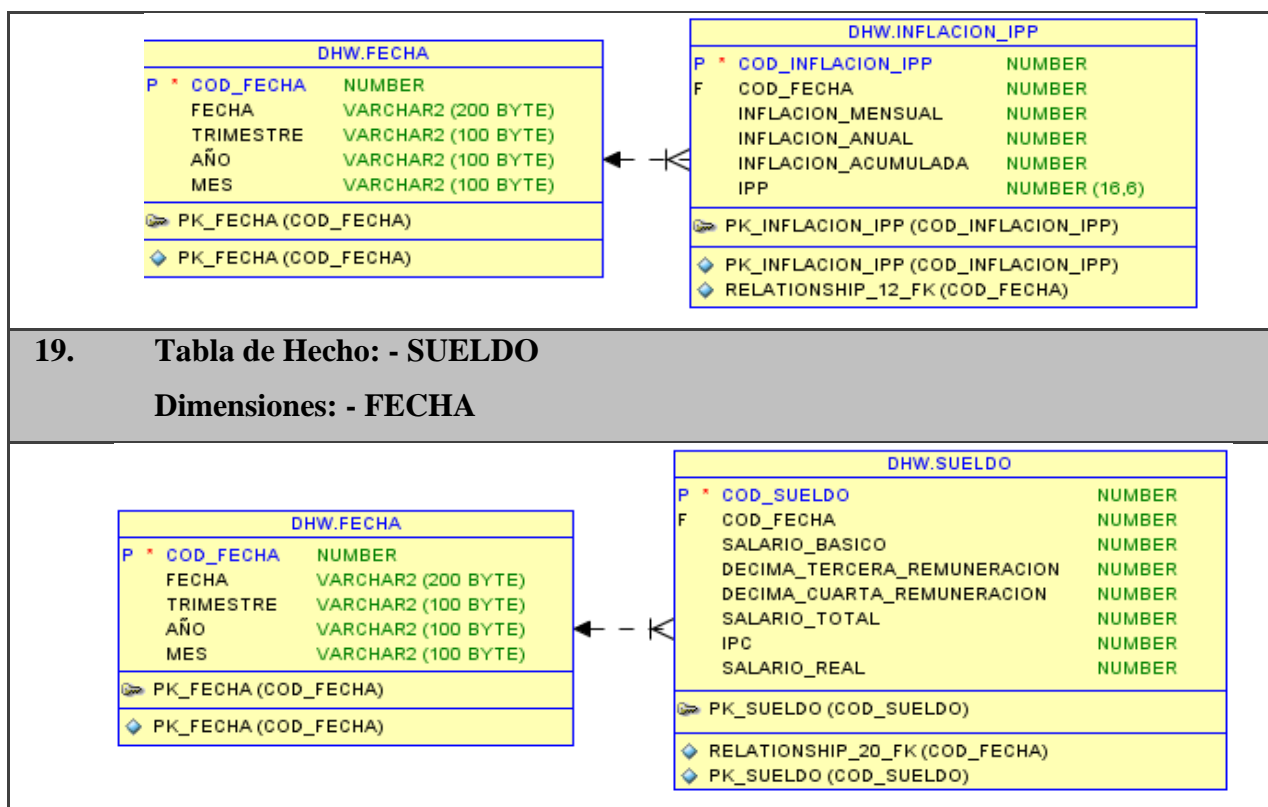 DHW.FECHA
P * COD_FECHA NUMBER
FECHA VARCHAR2 (200 BYTE)
TRIMESTRE VARCHAR2 (100 BYTE)
AÑO VARCHAR2 (100 BYTE)
MES VARCHAR2 (100 BYTE)
PK_FECHA (COD_FECHA)
PK_FECHA (COD_FECHA)
DHW.INFLACION_IPP
P * COD_INFLACION_IPP NUMBER
F COD_FECHA NUMBER
INFLACION_MENSUAL NUMBER
INFLACION_ANUAL NUMBER
INFLACION_ACUMULADA NUMBER
IPP NUMBER (16,6)
PK_INFLACION_IPP (COD_INFLACION_IPP)
PK_INFLACION_IPP (COD_INFLACION_IPP)
RELATIONSHIP_12_FK (COD_FECHA)
19. Tabla de Hecho: - SUELDO
Dimensiones: - FECHA
DHW.FECHA
P * COD_FECHA NUMBER
FECHA VARCHAR2 (200 BYTE)
TRIMESTRE VARCHAR2 (100 BYTE)
AÑO VARCHAR2 (100 BYTE)
MES VARCHAR2 (100 BYTE)
PK_FECHA (COD_FECHA)
PK_FECHA (COD_FECHA)
DHW.SUELDO
P * COD_SUELDO NUMBER
F COD_FECHA NUMBER
SALARIO_BASICO NUMBER
DECIMA_TERCERA_REMUNERACION NUMBER
DECIMA_CUARTA_REMUNERACION NUMBER
SALARIO_TOTAL NUMBER
IPC NUMBER
SALARIO_REAL NUMBER
PK_SUELDO (COD_SUELDO)
RELATIONSHIP_20_FK (COD_FECHA)
PK_SUELDO (COD_SUELDO)